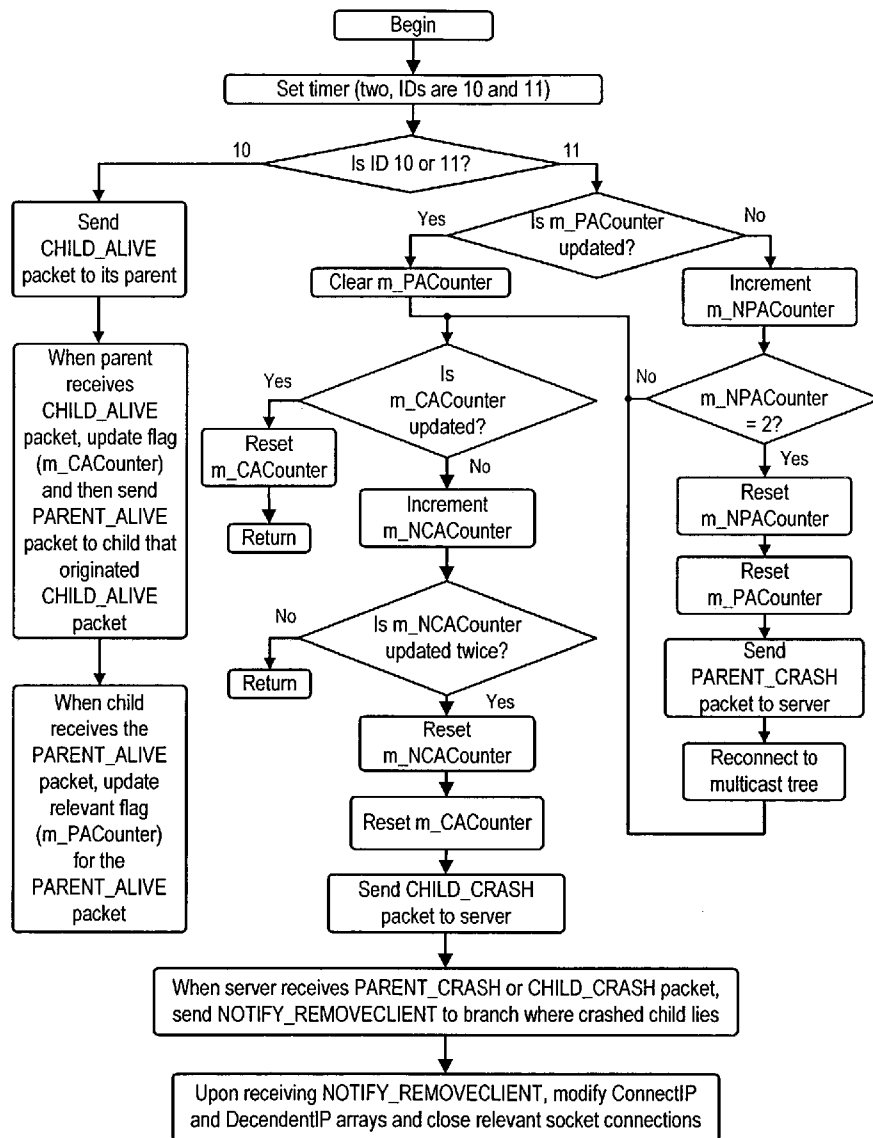 Begin
Set timer (two, IDs are 10 and 11)
10
Is ID 10 or 11?
11
Send
CHILD_ALIVE
packet to its parent
When parent
receives
CHILD_ALIVE
packet, update flag
(m_CACounter)
and then send
PARENT_ALIVE
packet to child that
originated
CHILD_ALIVE
packet
When child
receives the
PARENT_ALIVE
packet, update
relevant flag
(m_PACounter)
for the
PARENT_ALIVE
packet
Yes
Is m_PACounter
updated?
No
Clear m_PACounter
Increment
m_NPACounter
Yes
Is
m_CACounter
updated?
No
m_NPACounter
= 2?
Reset
m_CACounter
Return
No
Increment
m_NCACounter
Yes
Reset
m_NPACounter
Reset
m_PACounter
No
Is m_NCACounter
updated twice?
Return
Yes
Send
PARENT_CRASH
packet to server
Reset
m_NCACounter
Reconnect to
multicast tree
Reset m_CACounter
Send CHILD_CRASH
packet to server
When server receives PARENT_CRASH or CHILD_CRASH packet,
send NOTIFY_REMOVECLIENT to branch where crashed child lies
Upon receiving NOTIFY_REMOVECLIENT, modify ConnectIP
and DecendentIP arrays and close relevant socket connections